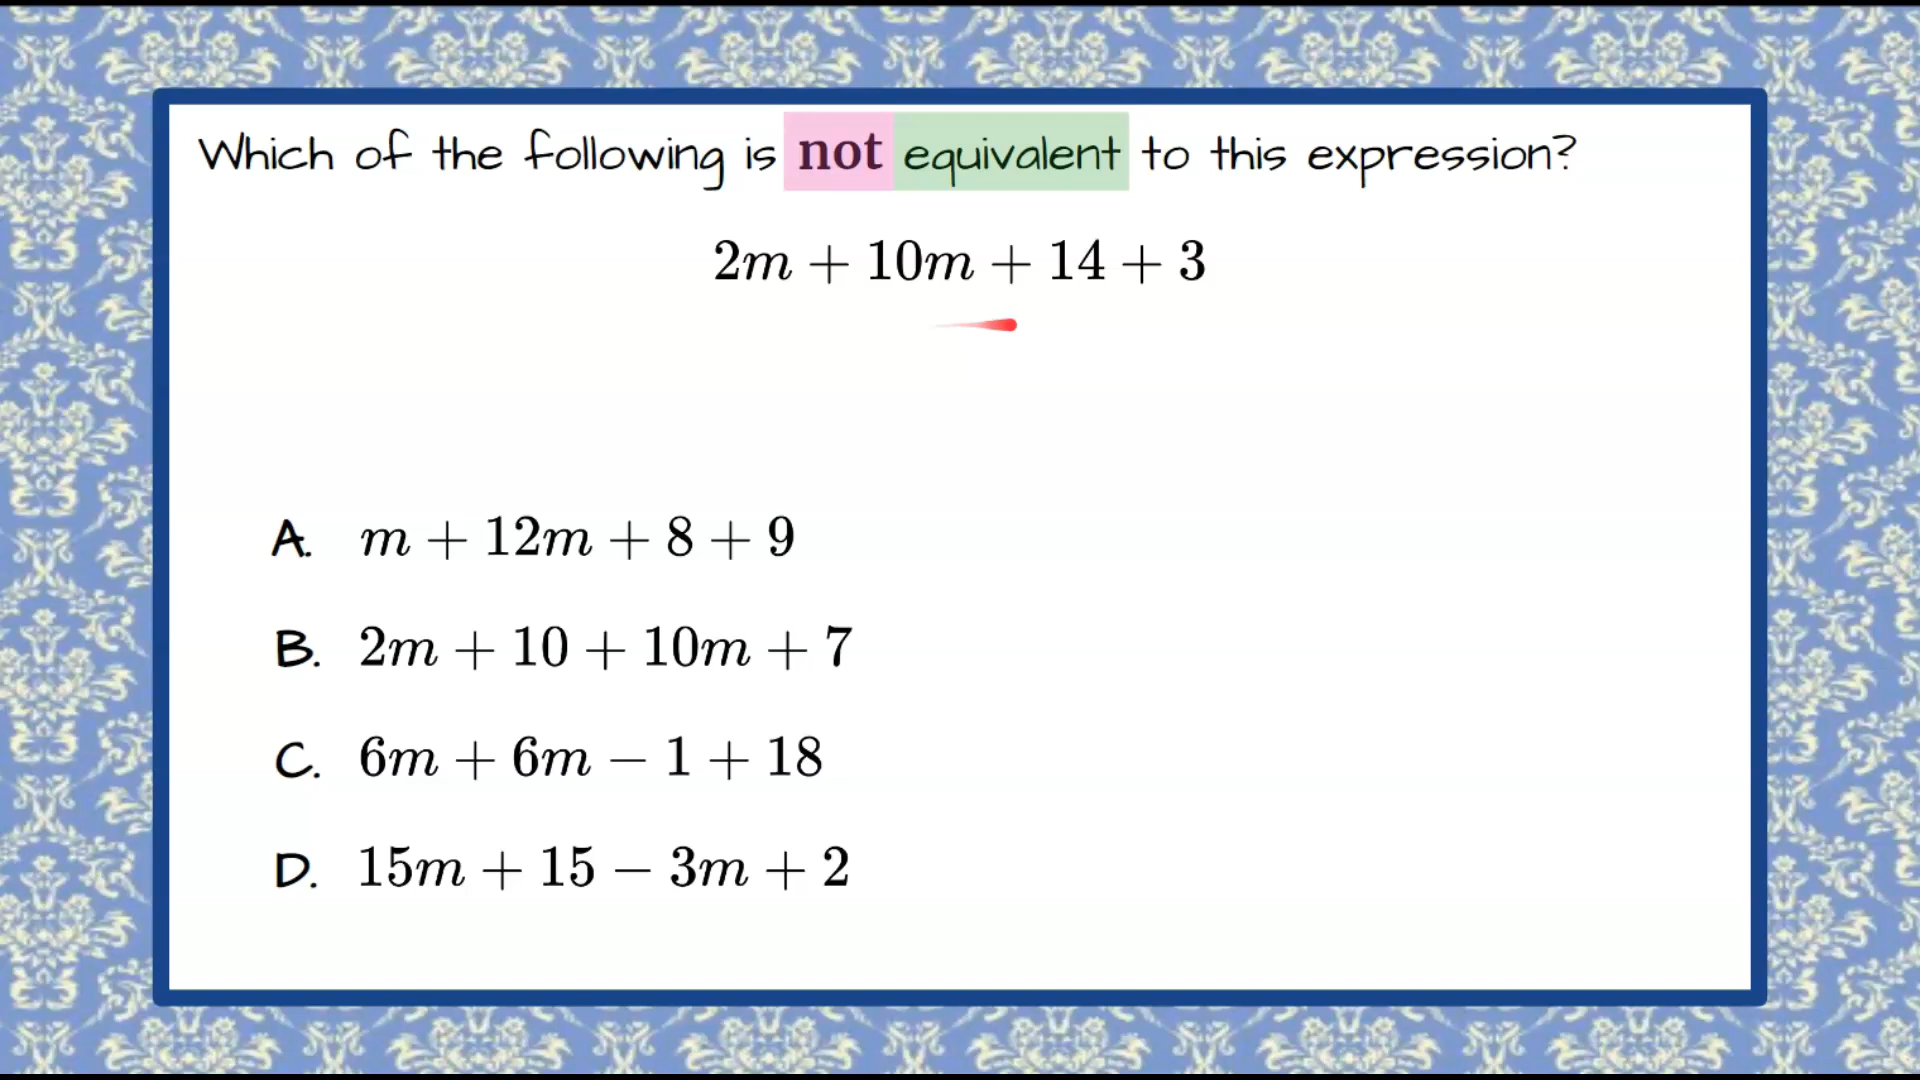 Which of the following is not equivalent to this expression?
2m + 10m + 14 + 3
A. m + 12m + 8 + 9
B. 2m + 10 + 10m + 7
C. 6m + 6m − 1 + 18
D. 15m + 15 − 3m + 2